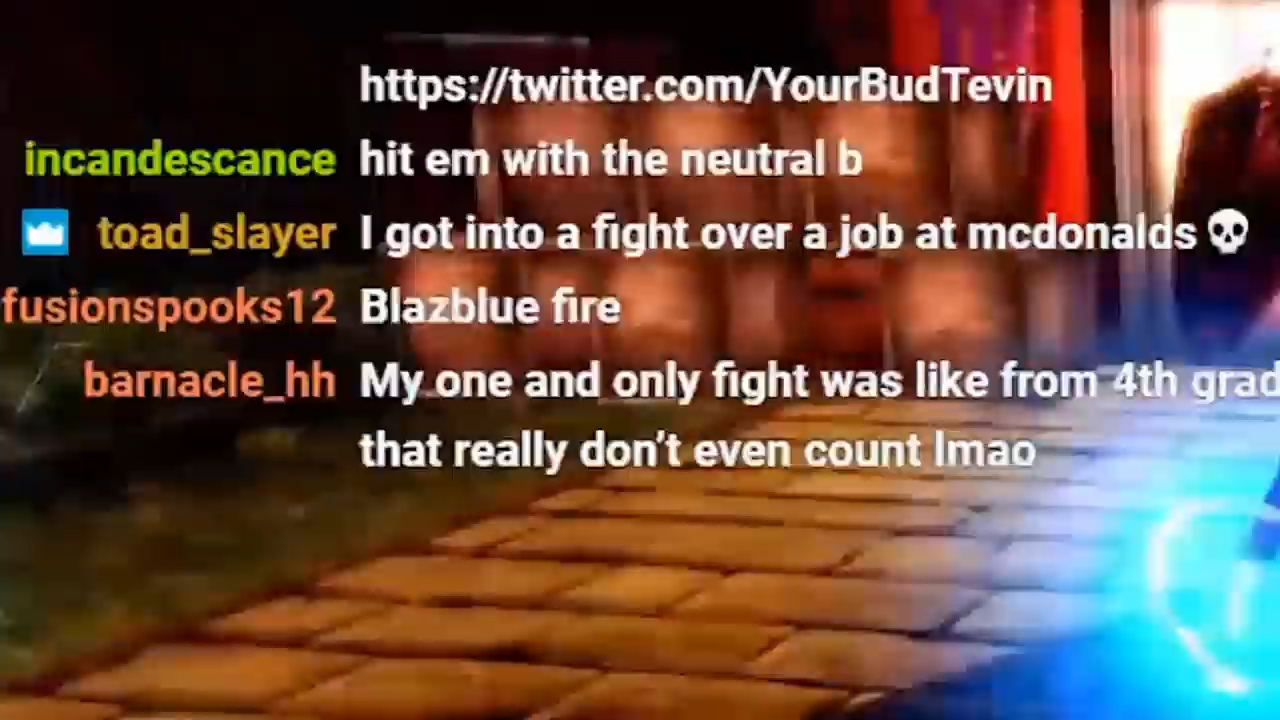 https://twitter.com/YourBudTevin
incandescance hit em with the neutral b
toad_slayer I got into a fight over a job at mcdonalds💀
fusionspooks12 Blazblue fire
barnacle_hh My one and only fight was like from 4th grad
that really don't even count lmao